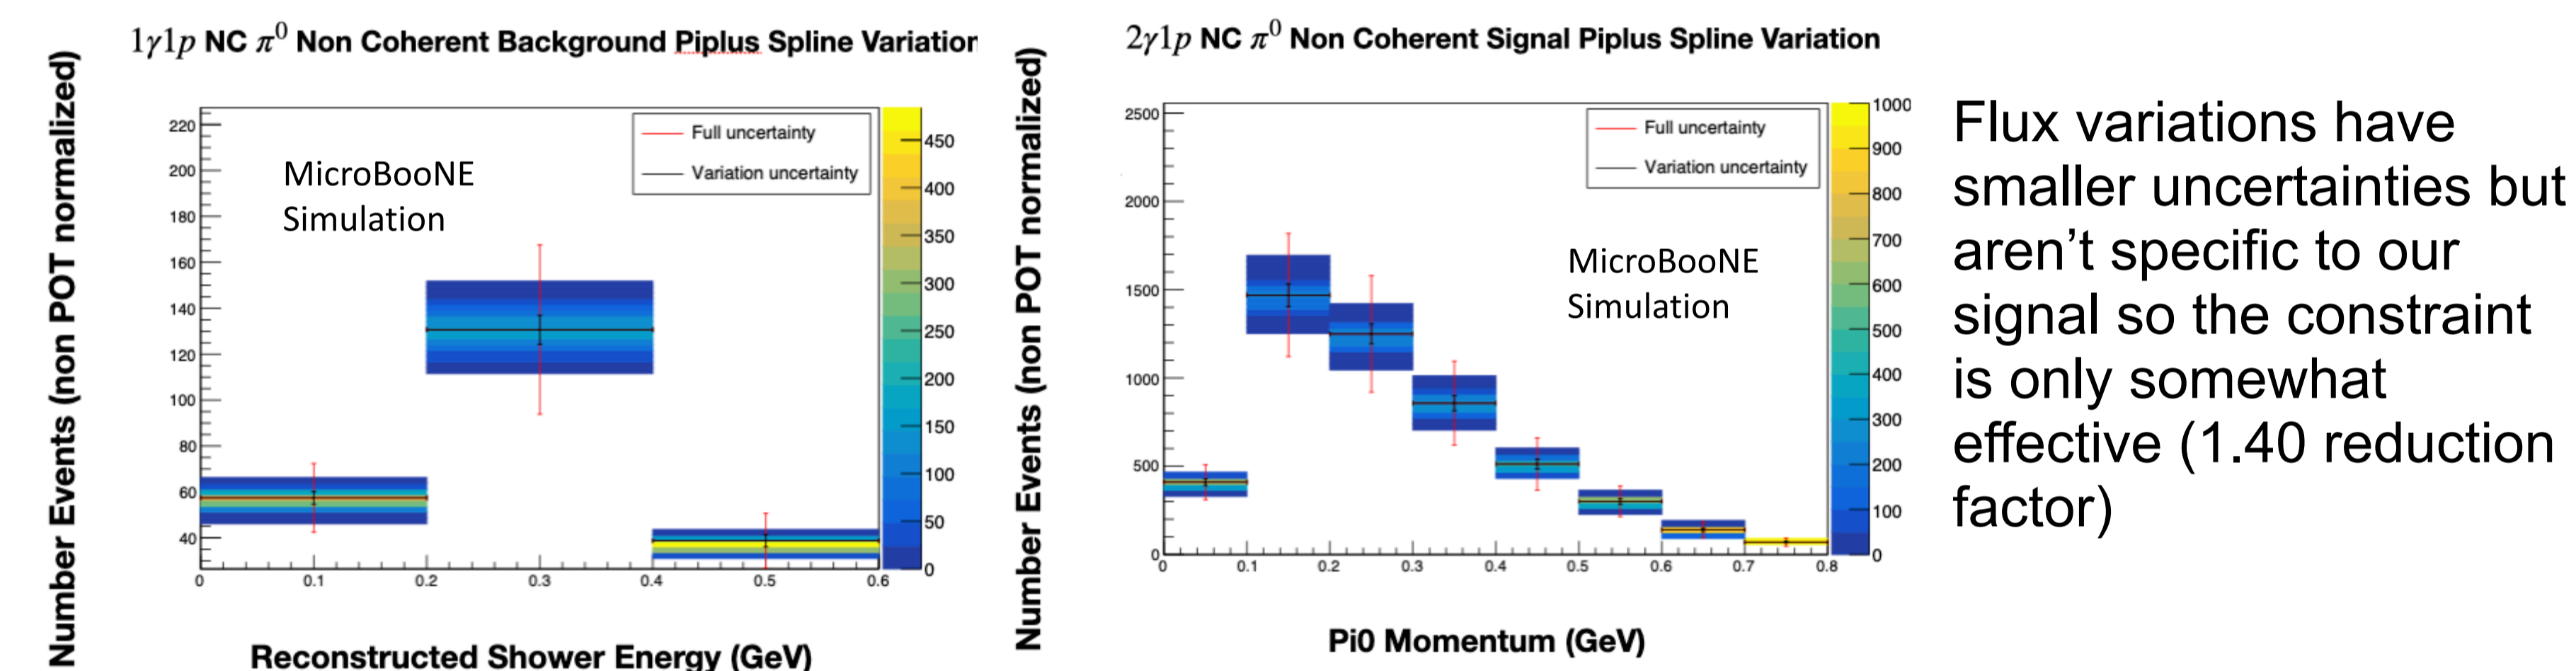 1γ1p NC π⁰ Non Coherent Background Piplus Spline Variation
Number Events (non POT normalized)
220
200
180
160
140
120
100
80
60
40
MicroBooNE
Simulation
Full uncertainty
Variation uncertainty
450
400
350
300
250
200
150
100
50
0
0 0.1 0.2 0.3 0.4 0.5 0.6
Reconstructed Shower Energy (GeV)
2γ1p NC π⁰ Non Coherent Signal Piplus Spline Variation
Number Events (non POT normalized)
2500
2000
1500
1000
500
0
Full uncertainty
Variation uncertainty
MicroBooNE
Simulation
1000
900
800
700
600
500
400
300
200
100
0
0 0.1 0.2 0.3 0.4 0.5 0.6 0.7 0.8
Pi0 Momentum (GeV)
Flux variations have
smaller uncertainties but
aren’t specific to our
signal so the constraint
is only somewhat
effective (1.40 reduction
factor)